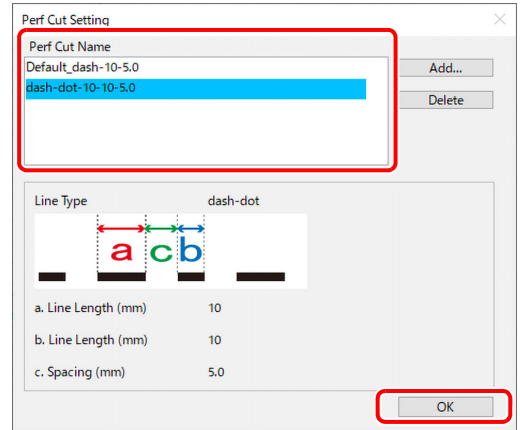 Perf Cut Setting
Perf Cut Name
Default_dash-10-5.0
dash-dot-10-10-5.0
Add...
Delete
Line Type dash-dot
a c b
a. Line Length (mm) 10
b. Line Length (mm) 10
c. Spacing (mm) 5.0
OK